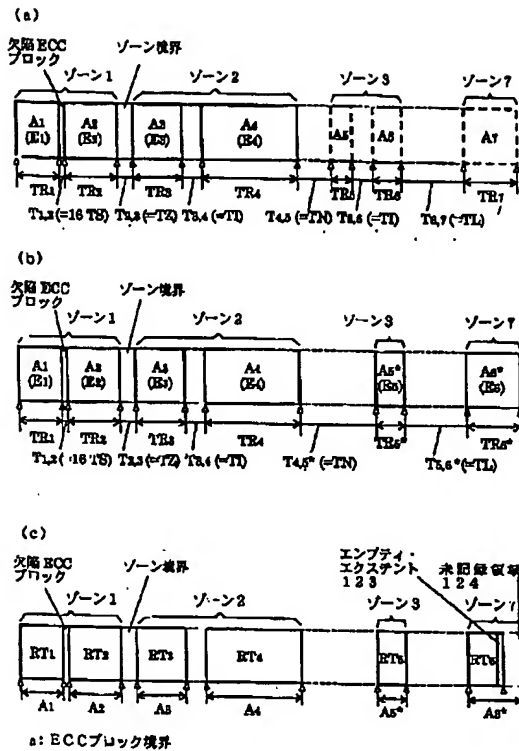 (a)
欠陥ECC
ブロック
ゾーン境界
ゾーン1 ゾーン2 ゾーン3 ゾーン7
A1 A2 A3 A4 A5 A6 A7
(E1) (E2) (E3) (E4)
TR1 TR2 TR3 TR4 TR5 TR6 TR7
T1,2(=16 TS) T2,3(=TZ) T3,4(=TI) T4,5(=TN) T5,6(=TI) T6,7(=TL)
(b)
欠陥ECC
ブロック
ゾーン境界
ゾーン1 ゾーン2 ゾーン3 ゾーン7
A1 A2 A3 A4 A5* A6*
(E1) (E2) (E3) (E4) (E5)
TR1 TR2 TR3 TR4 TR5*
T1,2(=16 TS) T2,3(=TZ) T3,4(=TI) T4,5*(=TN) T5,6*(=TL)
(c)
欠陥ECC
ブロック
ゾーン境界
エンプティ・
エクステント
123
未記録領域
124
ゾーン1 ゾーン2 ゾーン3 ゾーン7
RT1 RT2 RT3 RT4 RT5
A1 A2 A3 A4 A5* A6*
a:ECCブロック境界